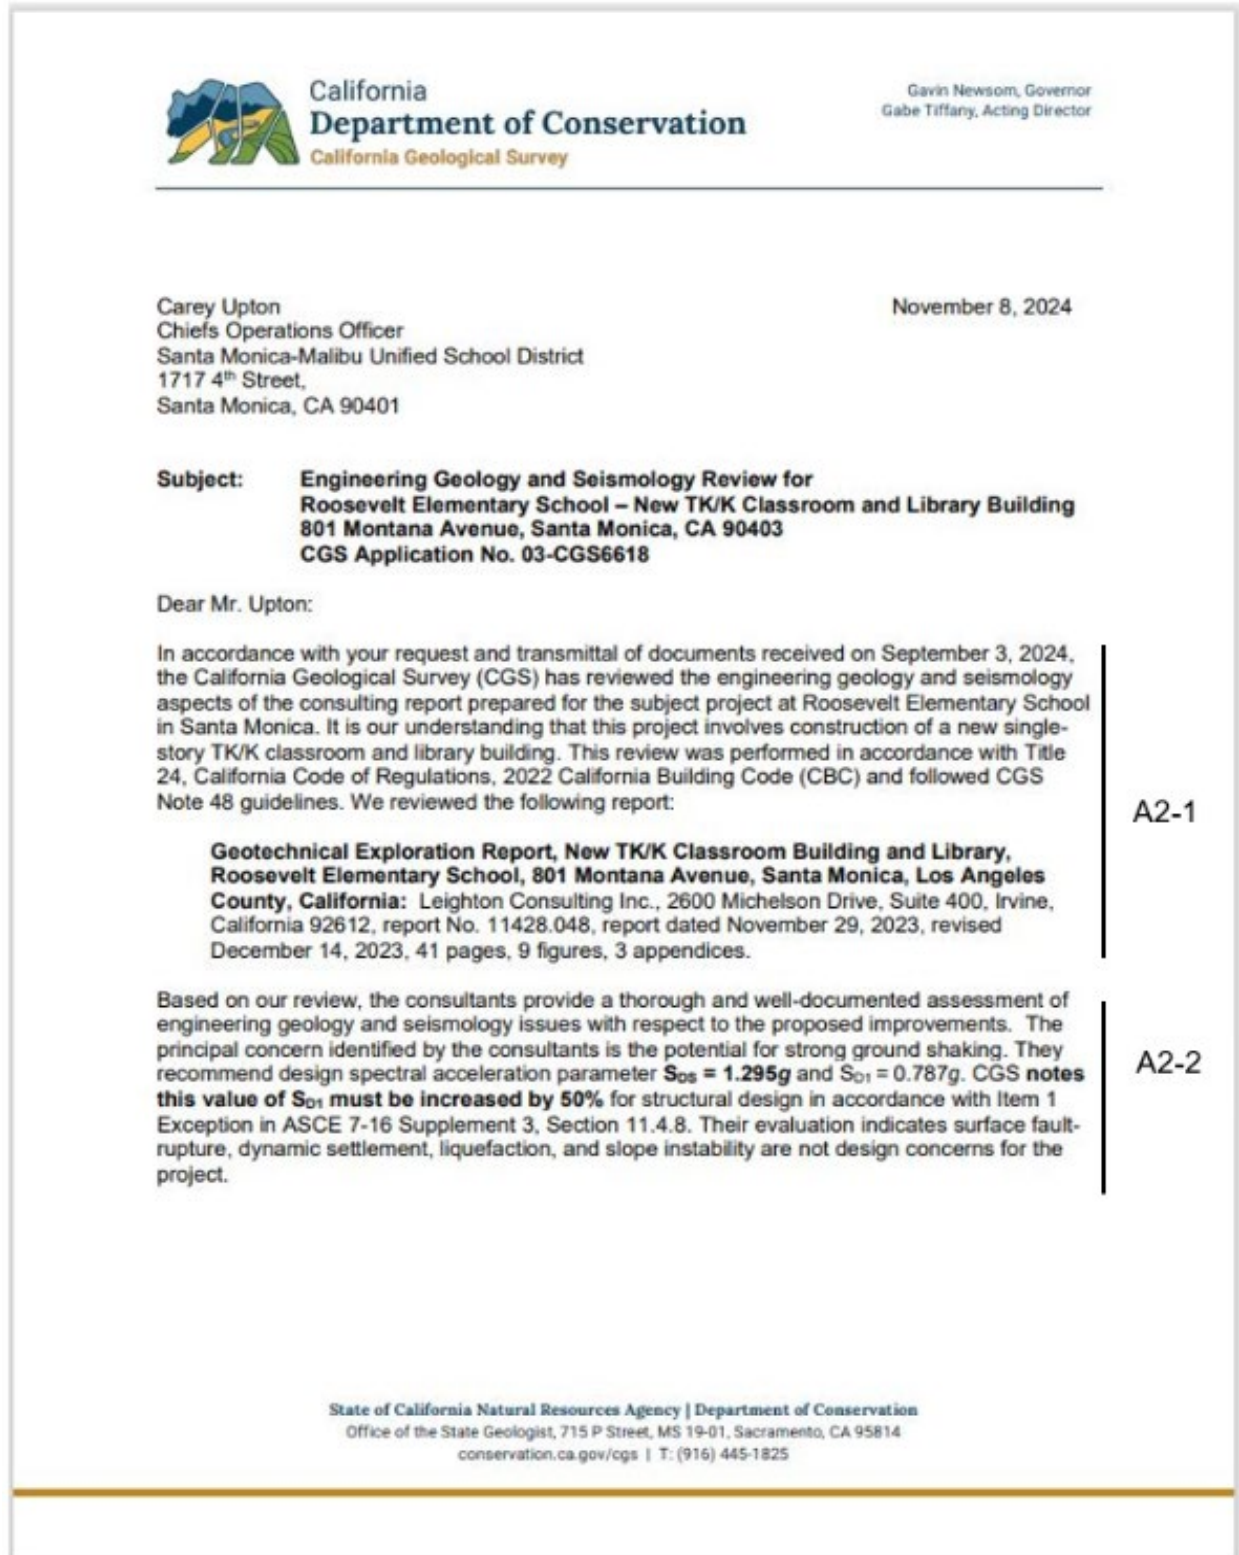 California
Department of Conservation
California Geological Survey
Gavin Newsom, Governor
Gabe Tiffany, Acting Director
Carey Upton
November 8, 2024
Chiefs Operations Officer
Santa Monica-Malibu Unified School District
1717 4th Street,
Santa Monica, CA 90401
Subject: Engineering Geology and Seismology Review for
Roosevelt Elementary School – New TK/K Classroom and Library Building
801 Montana Avenue, Santa Monica, CA 90403
CGS Application No. 03-CGS6618
Dear Mr. Upton:
In accordance with your request and transmittal of documents received on September 3, 2024,
the California Geological Survey (CGS) has reviewed the engineering geology and seismology
aspects of the consulting report prepared for the subject project at Roosevelt Elementary School
in Santa Monica. It is our understanding that this project involves construction of a new single-
story TK/K classroom and library building. This review was performed in accordance with Title
24, California Code of Regulations, 2022 California Building Code (CBC) and followed CGS
Note 48 guidelines. We reviewed the following report:
A2-1
Geotechnical Exploration Report, New TK/K Classroom Building and Library,
Roosevelt Elementary School, 801 Montana Avenue, Santa Monica, Los Angeles
County, California: Leighton Consulting Inc., 2600 Michelson Drive, Suite 400, Irvine,
California 92612, report No. 11428.048, report dated November 29, 2023, revised
December 14, 2023, 41 pages, 9 figures, 3 appendices.
Based on our review, the consultants provide a thorough and well-documented assessment of
engineering geology and seismology issues with respect to the proposed improvements. The
principal concern identified by the consultants is the potential for strong ground shaking. They
recommend design spectral acceleration parameter SDS = 1.295g and SD1 = 0.787g. CGS notes
this value of SD1 must be increased by 50% for structural design in accordance with Item 1
Exception in ASCE 7-16 Supplement 3, Section 11.4.8. Their evaluation indicates surface fault-
rupture, dynamic settlement, liquefaction, and slope instability are not design concerns for the
project.
A2-2
State of California Natural Resources Agency | Department of Conservation
Office of the State Geologist, 715 P Street, MS 19-01, Sacramento, CA 95814
conservation.ca.gov/cgs | T: (916) 445-1825